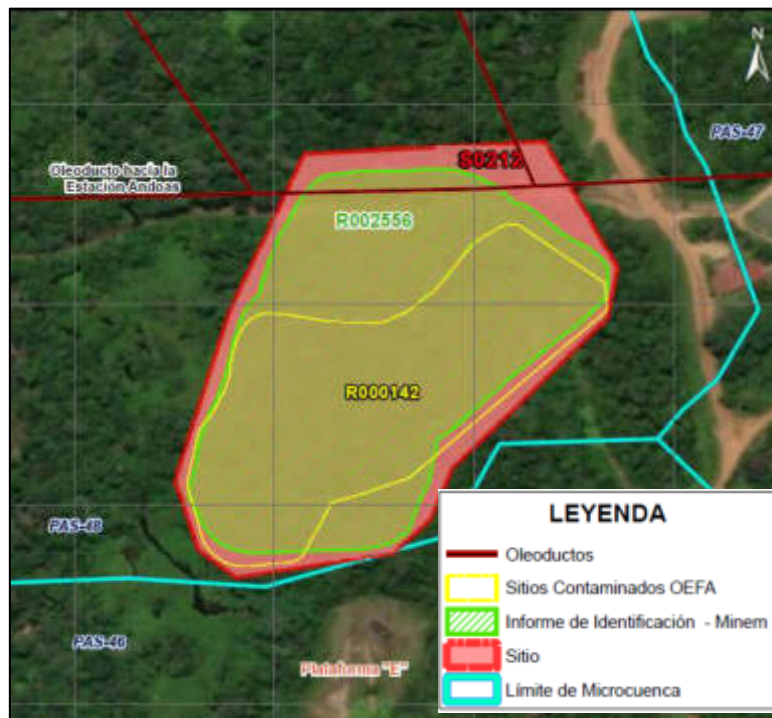 N
PAS-47
S0212
Oleoducto hacia la
Estación Andoas
R002556
R000142
PAS-48
PAS-46
Plataforma "E"
LEYENDA
Oleoductos
Sitios Contaminados OEFA
Informe de Identificación - Minem
Sitio
Límite de Microcuenca